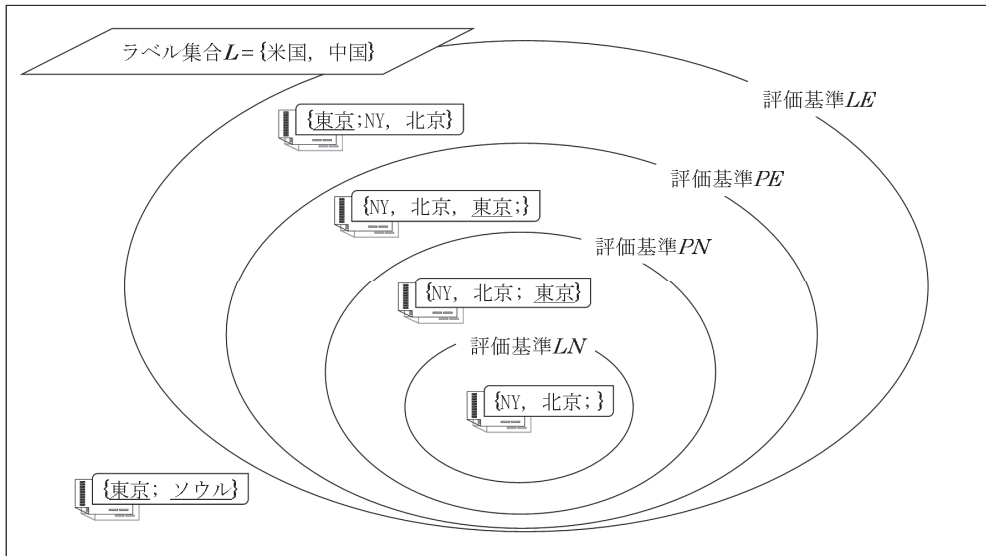 ラベル集合L={米国, 中国}
評価基準LE
{東京;NY, 北京}
評価基準PE
{NY, 北京, 東京;}
評価基準PN
{NY, 北京; 東京}
評価基準LN
{NY, 北京;}
{東京; ソウル}